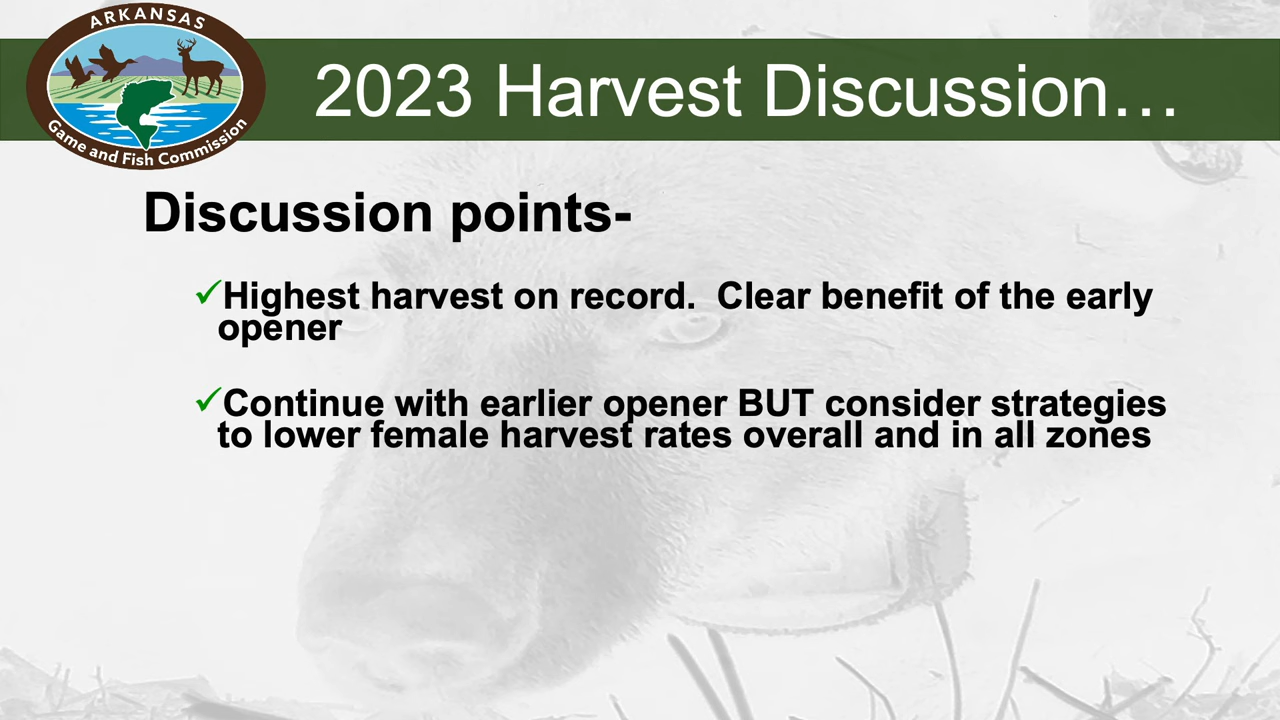 ARKANSAS
Game and Fish Commission
2023 Harvest Discussion…
Discussion points-
✓Highest harvest on record.  Clear benefit of the early
opener
✓Continue with earlier opener BUT consider strategies
to lower female harvest rates overall and in all zones